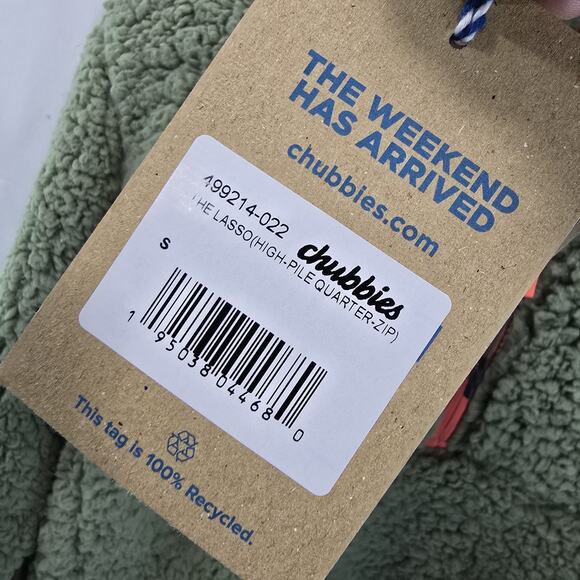 THE WEEKEND
HAS ARRIVED
chubbies.com
499214-022
chubbies
THE LASSO(HIGH-PILE QUARTER-ZIP)
S
1 95038 04468 0
This tag is 100% Recycled.